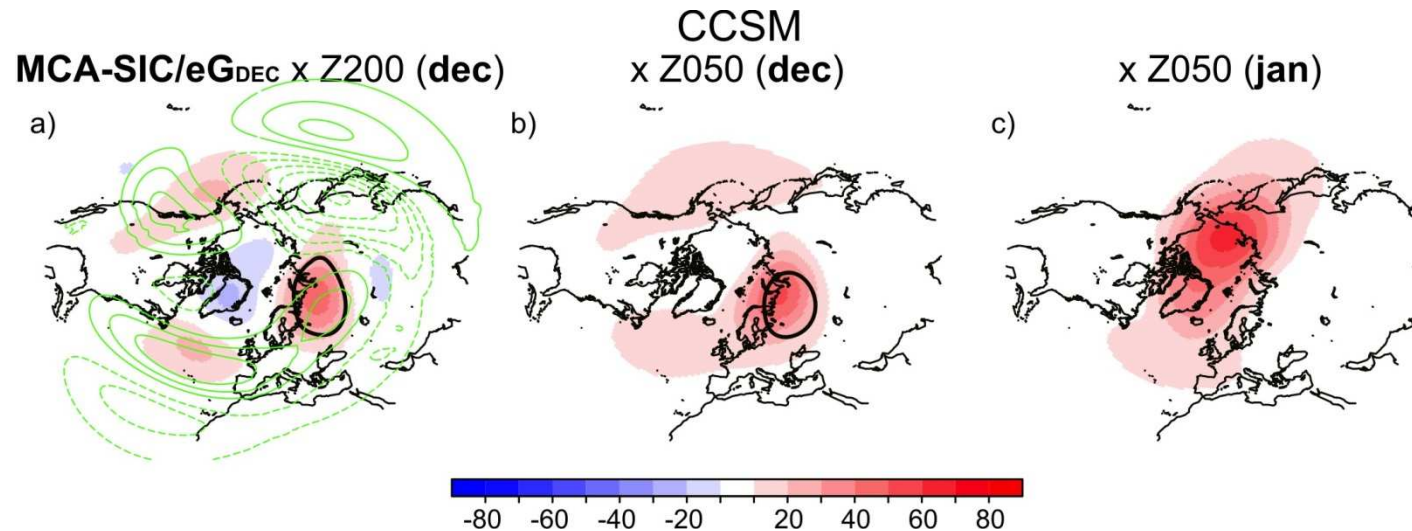 CCSM
MCA-SIC/eGDEC x Z200 (dec)
x Z050 (dec)
x Z050 (jan)
a)
b)
c)
-80 -60 -40 -20 20 40 60 80